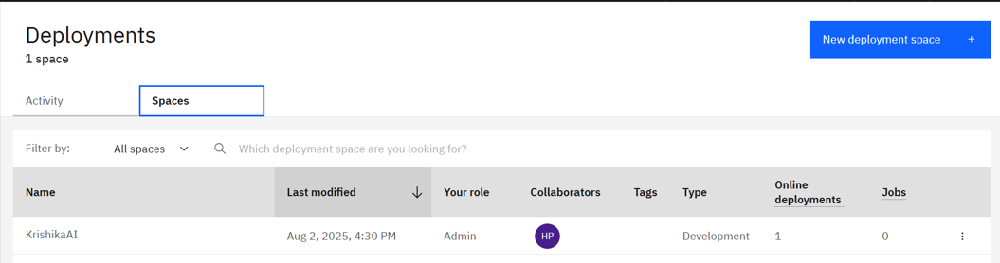 Deployments
New deployment space +
1 space
Activity
Spaces
Filter by: All spaces Which deployment space are you looking for?
Name Last modified Your role Collaborators Tags Type Online deployments Jobs
KrishikaAI Aug 2, 2025, 4:30 PM Admin HP Development 1 0